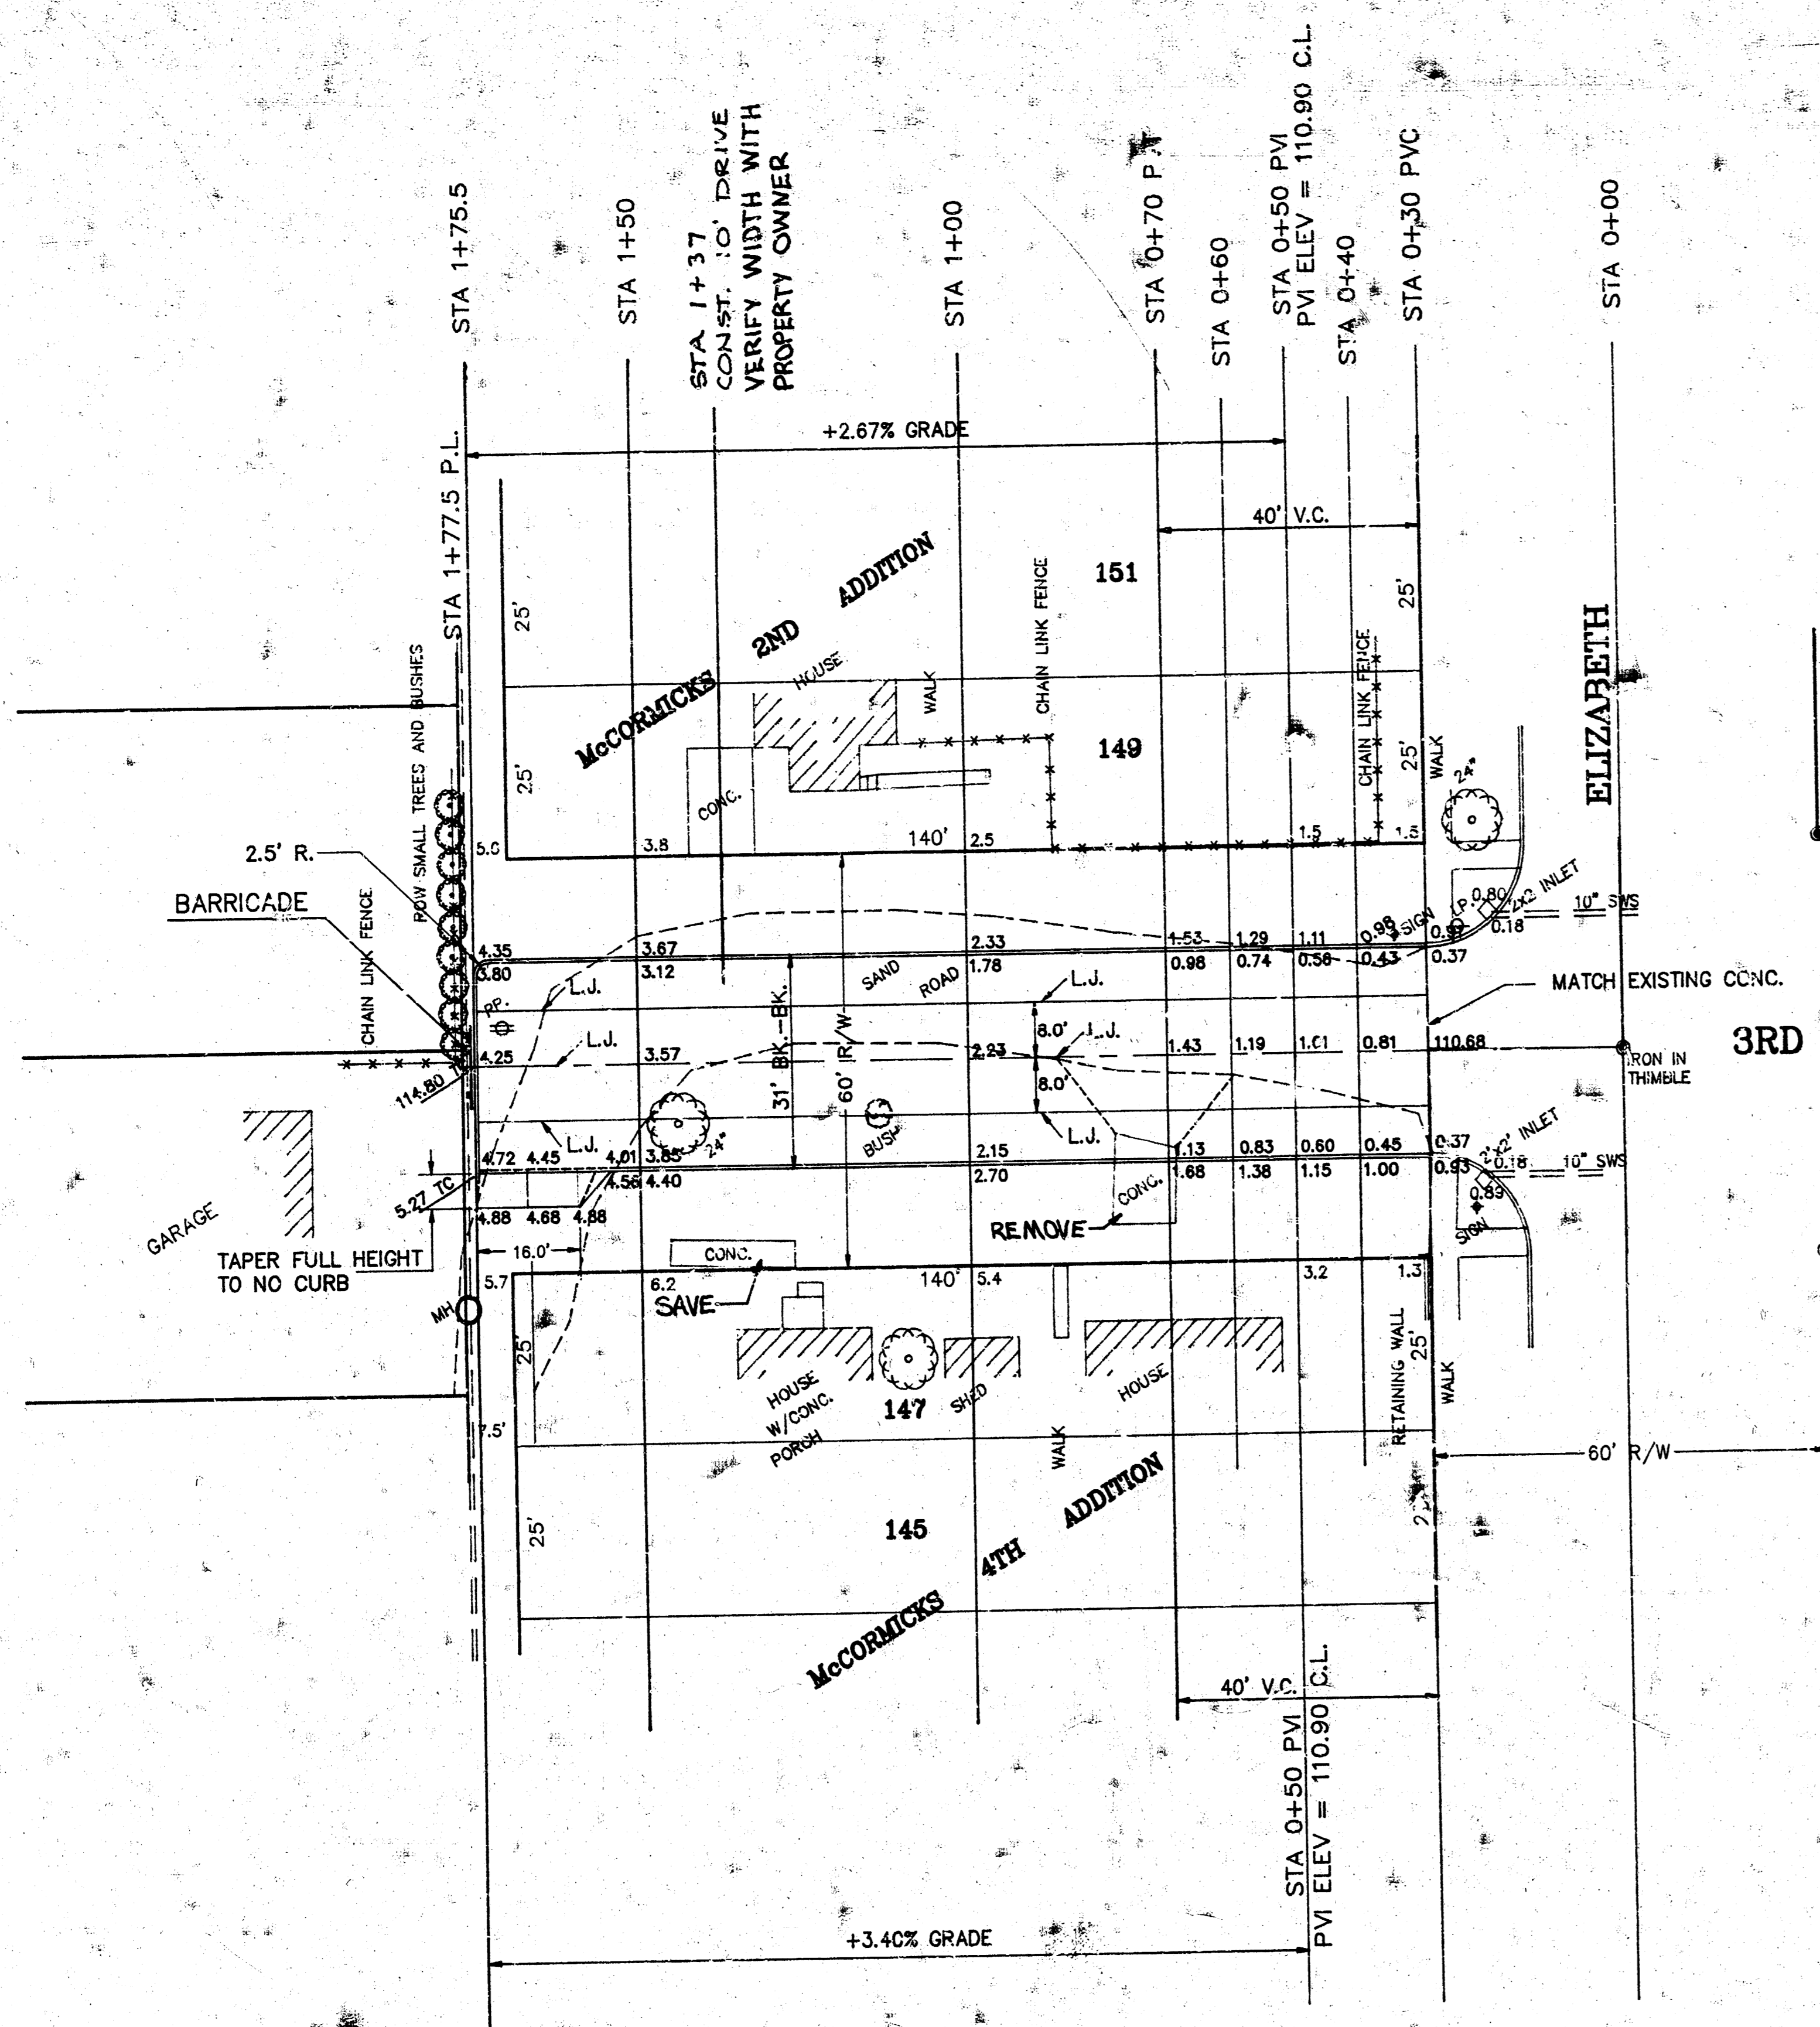 STA 1+75.5
STA 1+50
STA 1+37
CONST. 10' DRIVE
VERIFY WIDTH WITH
PROPERTY OWNER
STA 1+00
STA 0+70
STA 0+60
STA 0+50 PVI
PVI ELEV = 110.90 C.L.
STA 0+40
STA 0+30 PVC
STA 0+00
+2.67% GRADE
STA 1+77.5 P.L.
40' V.C.
25'
McCORMICKS 2ND ADDITION
151
CHAIN LINK FENCE
25'
ELIZABETH
ROW SMALL TREES AND BUSHES
HOUSE
WALK
CHAIN LINK FENCE
149
25'
25'
WALK
24"
CONC.
2.5' R.
3.8
140'
2.5
1.5
BARRICADE
CHAIN LINK FENCE
LP.
0.80
2'x2' INLET
10" SWS
0.18
SIGN
4.35
3.67
2.33
1.53
1.29
1.11
0.98
3.80
3.12
1.78
0.98
0.74
0.43
0.37
SAND
ROAD
L.J.
L.J.
MATCH EXISTING CONC.
PP.
31' BK.-BK.
60' R/W
8.0'
L.J.
L.J.
4.25
3.57
2.23
1.43
1.19
0.81
110.68
3RD
IRON IN
THIMBLE
114.80
8.0'
24"
BUSH
L.J.
L.J.
2'x2' INLET
4.72
4.45
4.01
2.15
1.13
0.83
0.60
0.45
0.37
0.18
10" SWS
5.27 TC
4.56
4.40
2.70
1.68
1.38
1.15
1.00
0.93
0.83
SIGN
GARAGE
4.88
4.68
4.88
CONC.
REMOVE
TAPER FULL HEIGHT
TO NO CURB
16.0'
CONC.
5.7
6.2
140'
5.4
3.2
1.3
SAVE
MH
25'
HOUSE
W/CONC.
PORCH
147
SHED
HOUSE
RETAINING WALL
25'
WALK
7.5'
WALK
60' R/W
25'
145
McCORMICKS 4TH ADDITION
40' V.C.
STA 0+50 PVI
PVI ELEV = 110.90 C.L.
+3.40% GRADE